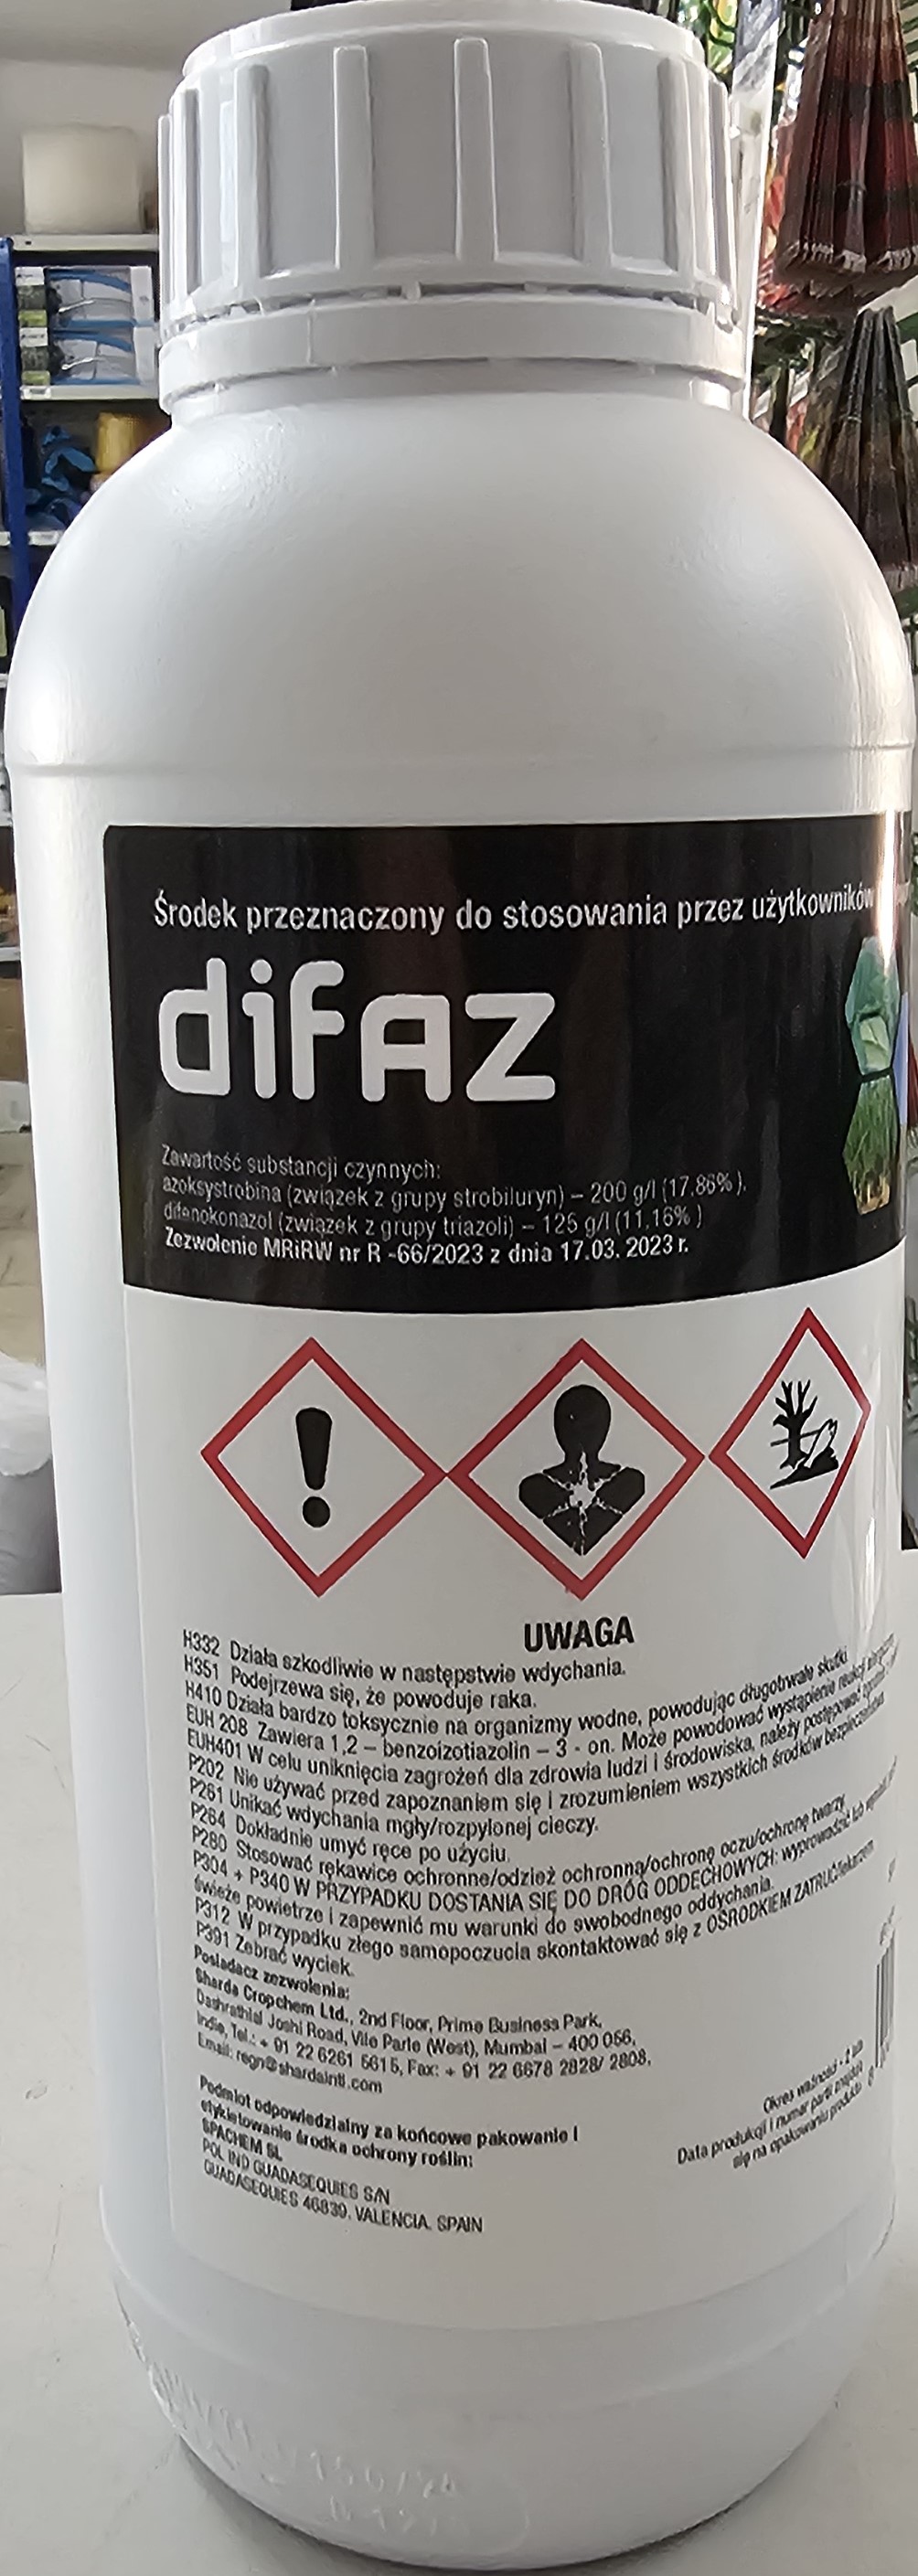 Środek przeznaczony do stosowania przez użytkowników
difaz
Zawartość substancji czynnych:
azoksystrobina (związek z grupy strobiluryn) – 200 g/l (17,86% ),
difenokonazol (związek z grupy triazoli) – 125 g/l (11,16% )
Zezwolenie MRiRW nr R -66/2023 z dnia 17.03. 2023 r.
UWAGA
H332 Działa szkodliwie w następstwie wdychania.
H351 Podejrzewa się, że powoduje raka.
H410 Działa bardzo toksycznie na organizmy wodne, powodując długotrwałe skutki.
EUH 208 Zawiera 1,2 – benzoizotiazolin – 3 - on. Może powodować wystąpienie reakcji alergicznej.
EUH401 W celu uniknięcia zagrożeń dla zdrowia ludzi i środowiska, należy postępować zgodnie z
P202 Nie używać przed zapoznaniem się i zrozumieniem wszystkich środków bezpieczeństwa.
P261 Unikać wdychania mgły/rozpylonej cieczy.
P264 Dokładnie umyć ręce po użyciu.
P280 Stosować rękawice ochronne/odzież ochronną/ochronę oczu/ochronę twarzy.
P304 + P340 W PRZYPADKU DOSTANIA SIĘ DO DRÓG ODDECHOWYCH: wyprowadzić lub
świeże powietrze i zapewnić mu warunki do swobodnego oddychania.
P312 W przypadku złego samopoczucia skontaktować się z OŚRODKIEM ZATRUĆ/lekarzem
P391 Zebrać wyciek.
Posiadacz zezwolenia:
Sharda Cropchem Ltd., 2nd Floor, Prime Business Park,
Dashrathlal Joshi Road, Vile Parle (West), Mumbai – 400 056,
Indie, Tel.: + 91 22 6261 5615, Fax: + 91 22 6678 2828/ 2808,
Email: regn@shardaintl.com
Podmiot odpowiedzialny za końcowe pakowanie i
etykietowanie środka ochrony roślin:
SPACHEM SL
POL IND GUADASEQUIES S/N
GUADASEQUIES 46839. VALENCIA. SPAIN
Okres ważności - 2 lata
Data produkcji i numer partii znajduje
się na opakowaniu produktu